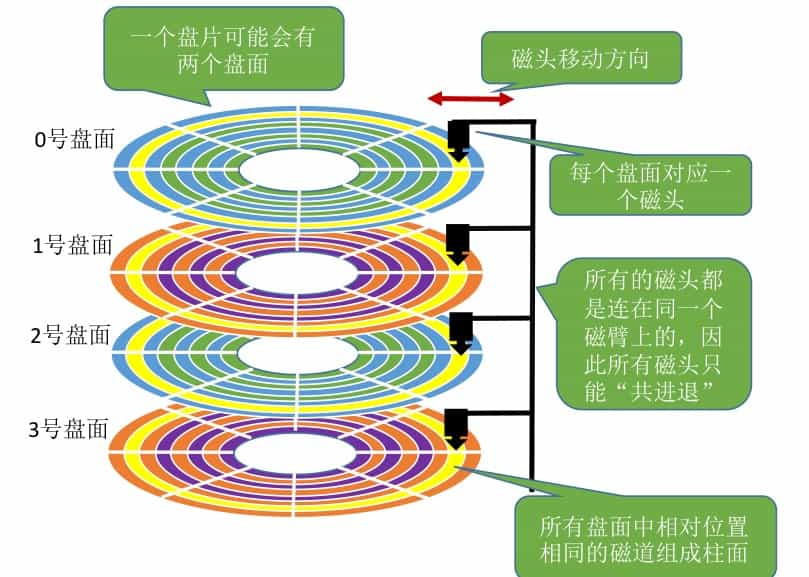 一个盘片可能会有
两个盘面
磁头移动方向
0号盘面
每个盘面对应一
个磁头
1号盘面
所有的磁头都
是连在同一个
磁臂上的，因
此所有磁头只
能“共进退”
2号盘面
3号盘面
所有盘面中相对位置
相同的磁道组成柱面